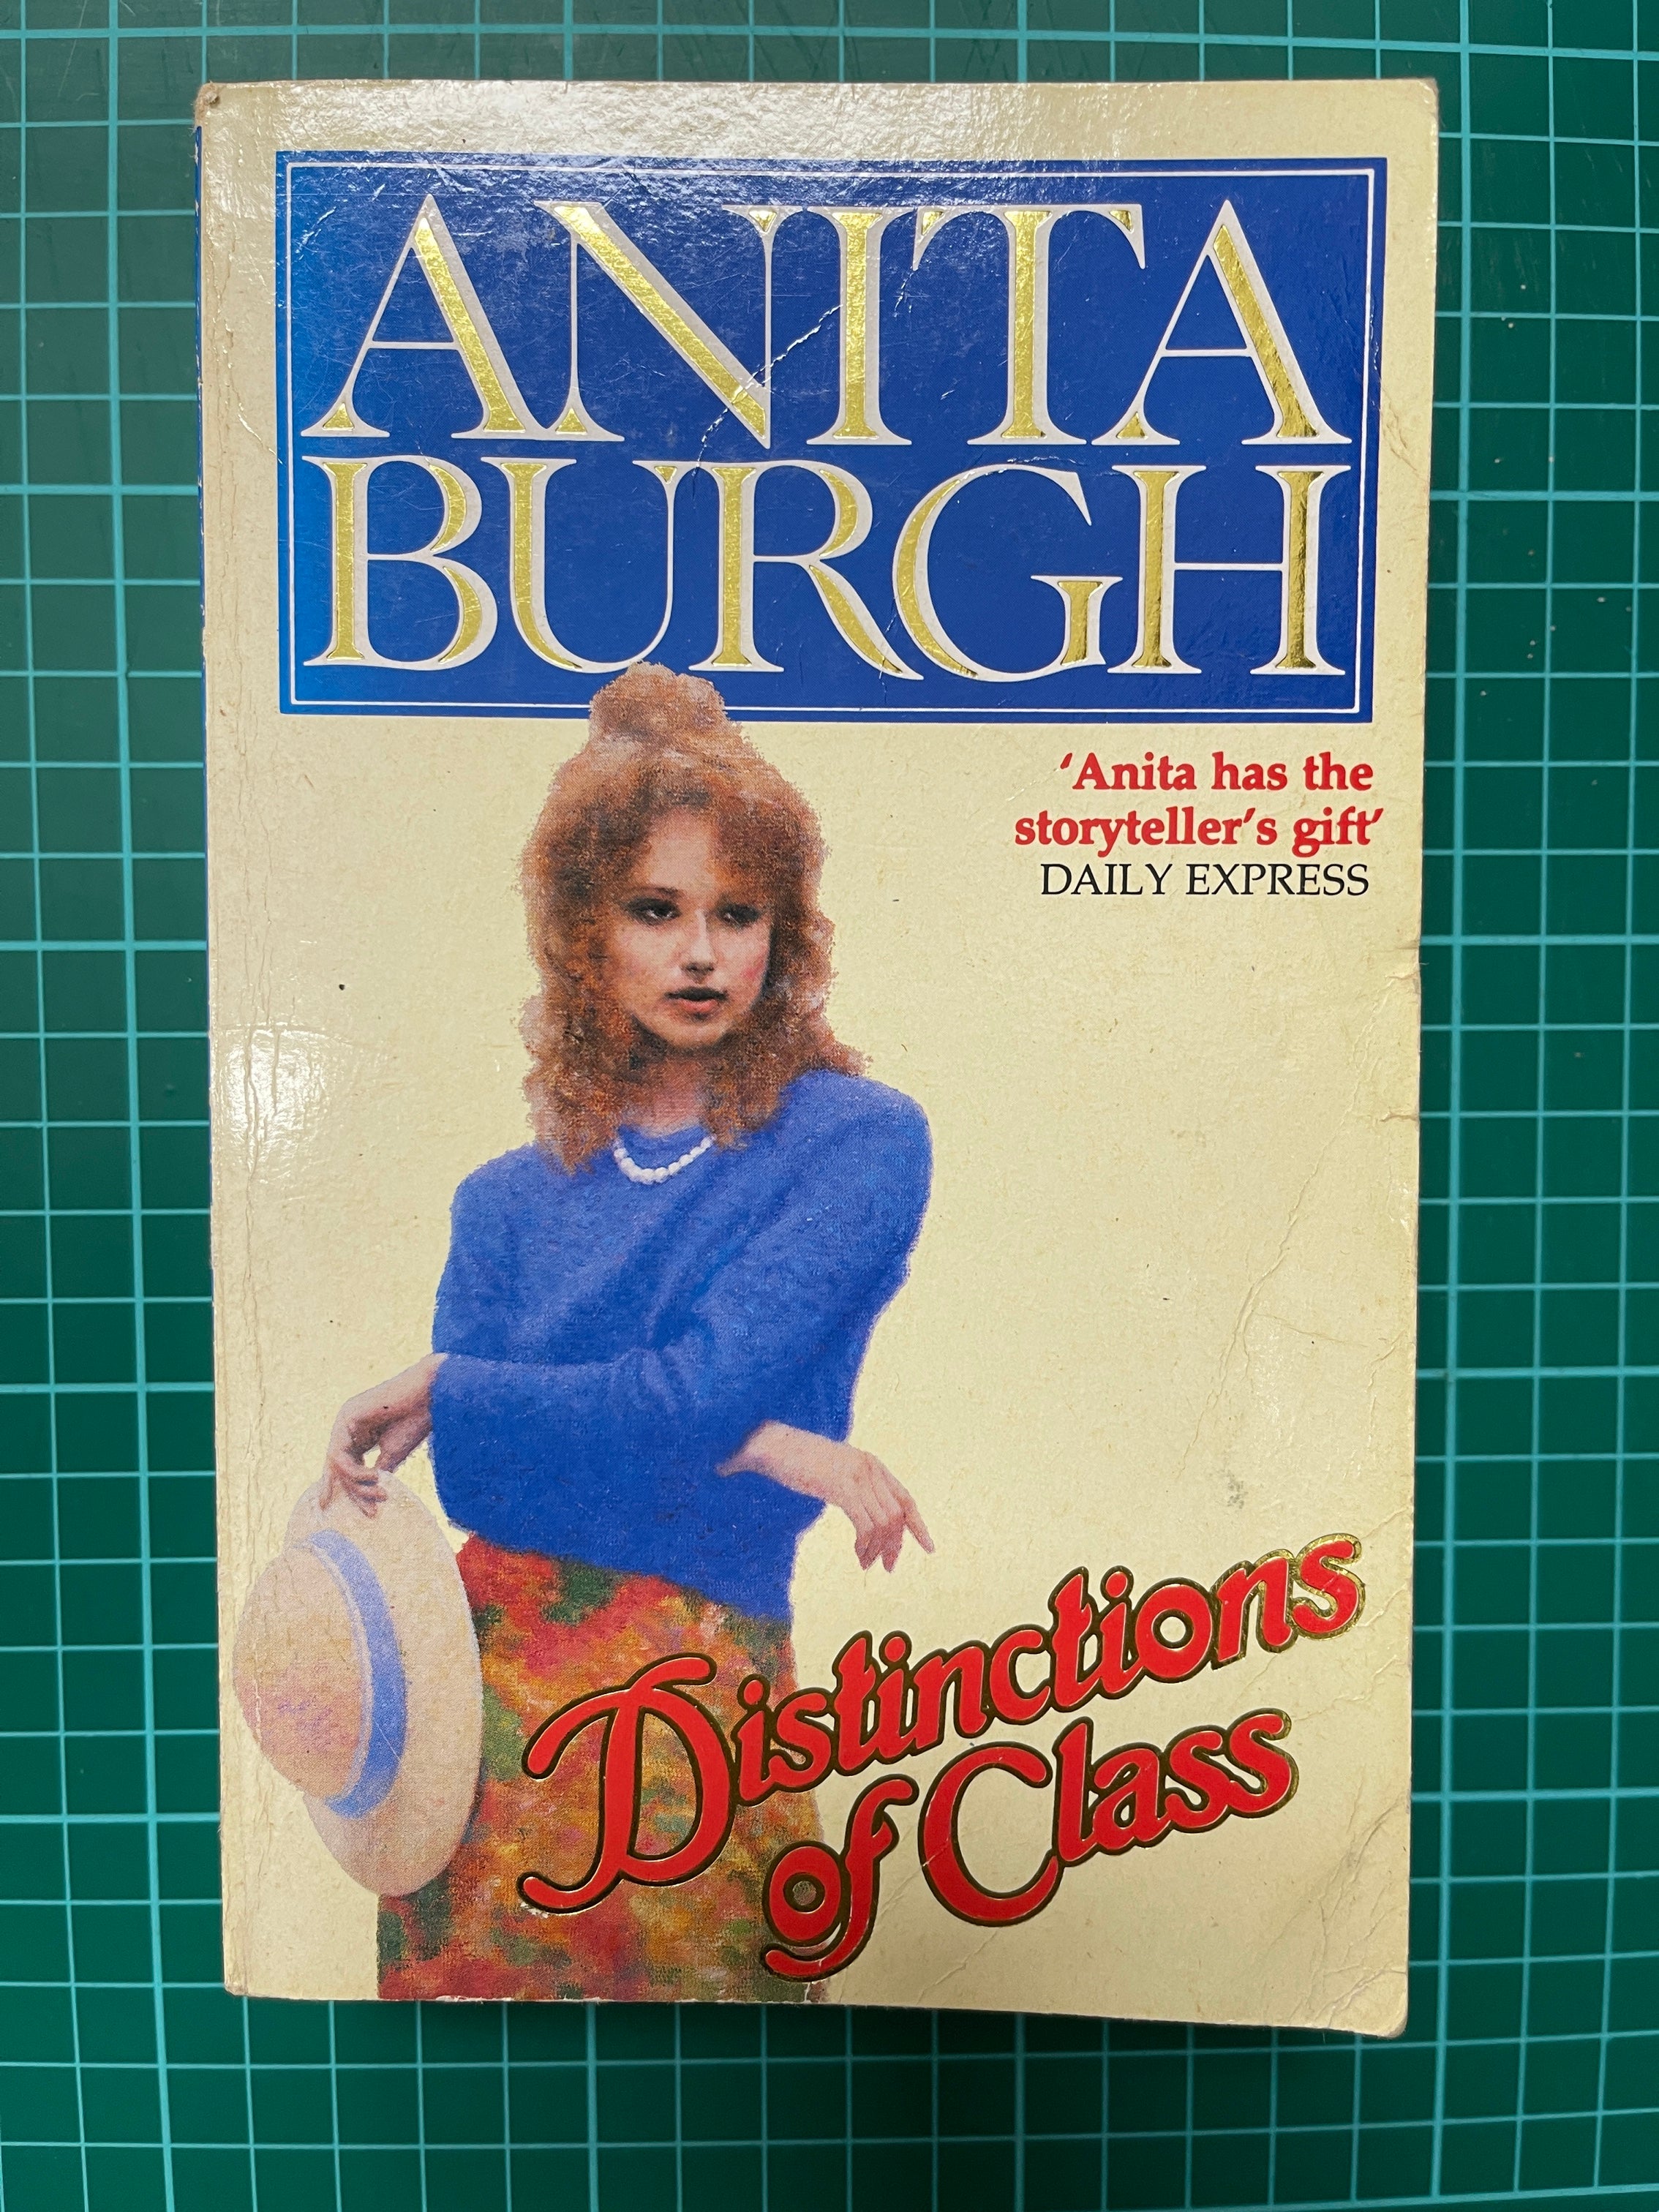 ANITA
BURGH
‘Anita has the
storyteller’s gift’
DAILY EXPRESS
Distinctions
of Class